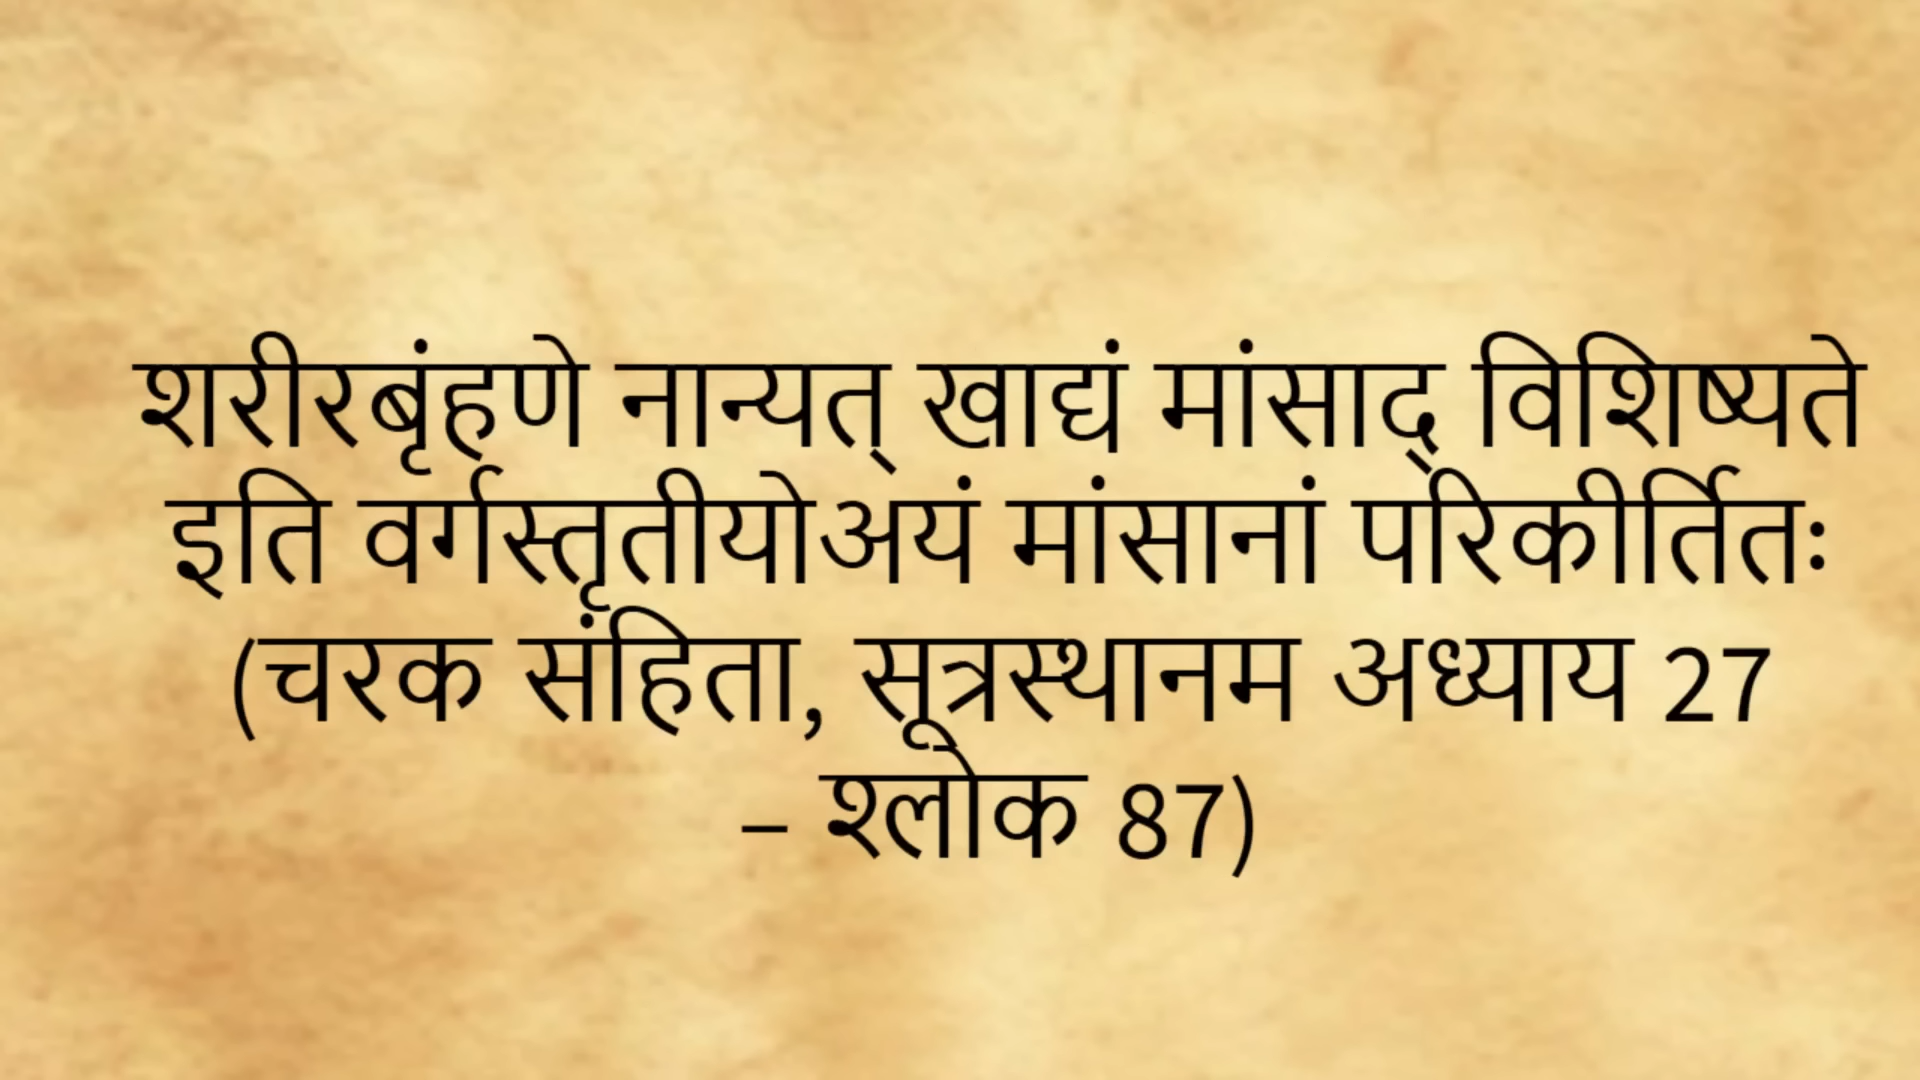 शरीरबृंहणे नान्यत् खाद्यं मांसाद् विशिष्यते
इति वर्गस्तृतीयोअयं मांसानां परिकीर्तितः
(चरक संहिता, सूत्रस्थानम अध्याय 27
– श्लोक 87)